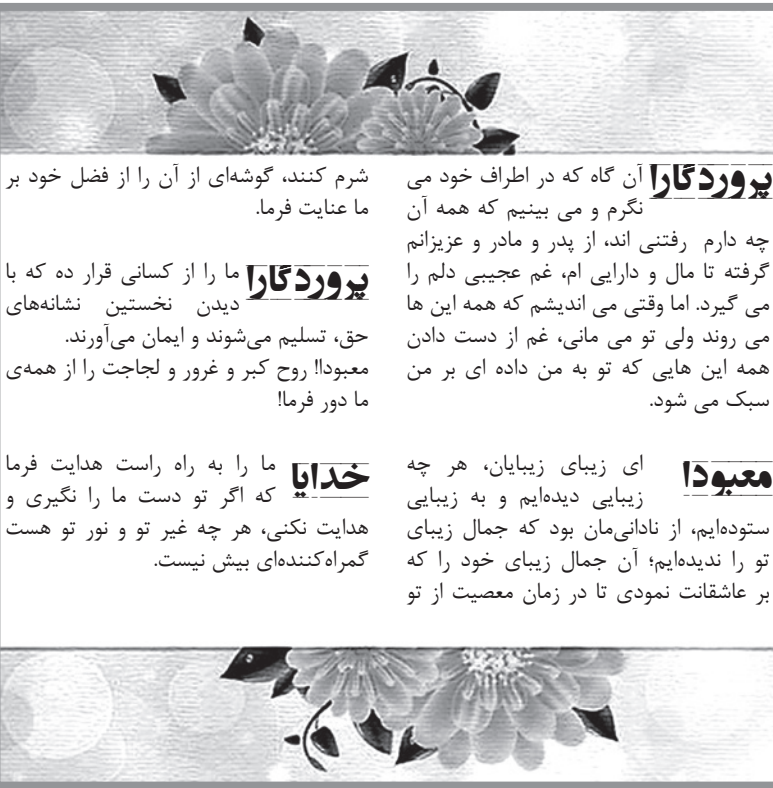 پروردگارا آن گاه که در اطراف خود می
نگرم و می بینیم که همه آن
چه دارم رفتنی اند، از پدر و مادر و عزیزانم
گرفته تا مال و دارایی ام، غم عجیبی دلم را
می گیرد. اما وقتی می اندیشم که همه این ها
می روند ولی تو می مانی، غم از دست دادن
همه این هایی که تو به من داده ای بر من
سبک می شود.
معبودا ای زیبای زیبایان، هر چه
زیبایی دیده‌ایم و به زیبایی
ستوده‌ایم، از نادانی‌مان بود که جمال زیبای
تو را ندیده‌ایم؛ آن جمال زیبای خود را که
بر عاشقانت نمودی تا در زمان معصیت از تو
شرم کنند، گوشه‌ای از آن را از فضل خود بر
ما عنایت فرما.
پروردگارا ما را از کسانی قرار ده که با
دیدن نخستین نشانه‌های
حق، تسلیم می‌شوند و ایمان می‌آورند.
معبودا! روح کبر و غرور و لجاجت را از همه‌ی
ما دور فرما!
خدایا ما را به راه راست هدایت فرما
که اگر تو دست ما را نگیری و
هدایت نکنی، هر چه غیر تو و نور تو هست
گمراه‌کننده‌ای بیش نیست.